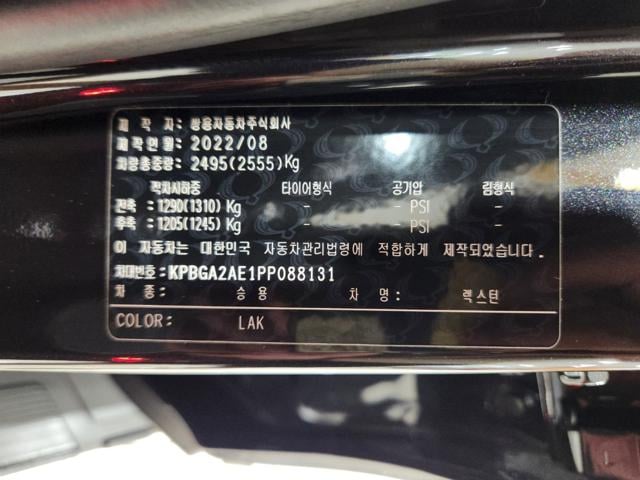 제 작 자: 쌍용자동차주식회사
제작연월: 2022/08
차량총중량: 2495(2555)Kg
적차시하중 타이어형식 공기압 림형식
전축: 1290(1310) Kg - - PSI -
후축: 1205(1245) Kg - - PSI -
이 자동차는 대한민국 자동차관리법령에 적합하게 제작되었습니다.
차대번호: KPBGA2AE1PP088131
차 종: 승용 차 명: 렉스턴
COLOR: LAK